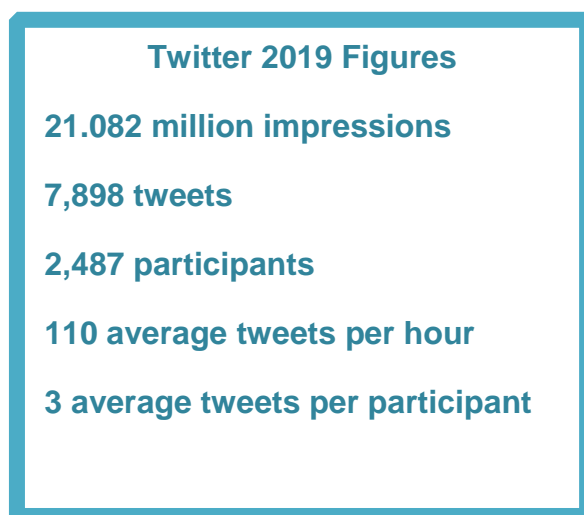 Twitter 2019 Figures
21.082 million impressions
7,898 tweets
2,487 participants
110 average tweets per hour
3 average tweets per participant